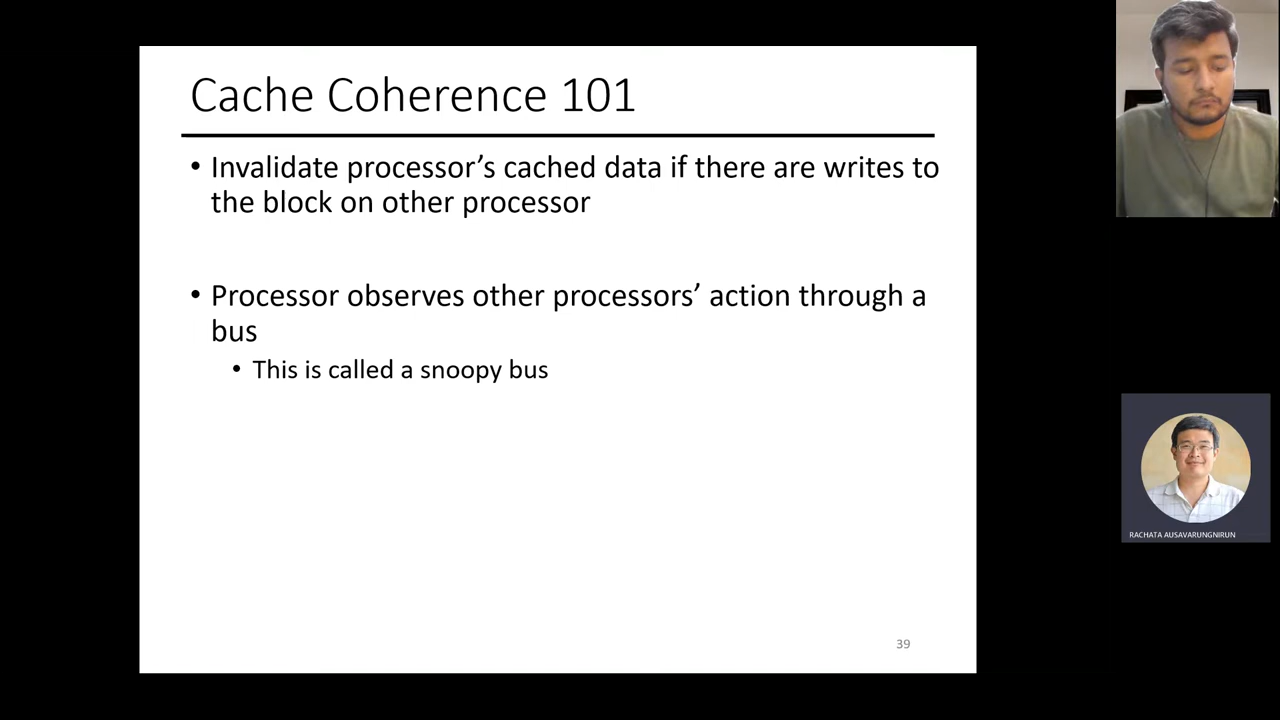 Cache Coherence 101
• Invalidate processor’s cached data if there are writes to
the block on other processor
• Processor observes other processors’ action through a
bus
• This is called a snoopy bus
RACHATA AUSAVARUNGNIRUN
39